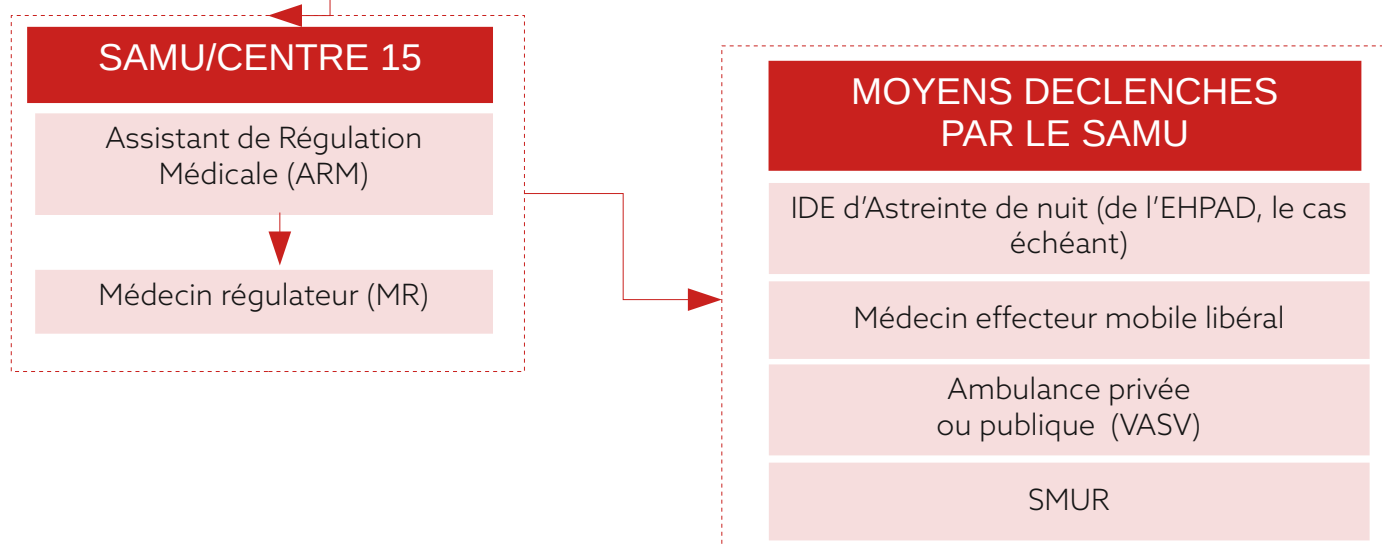 SAMU/CENTRE 15
Assistant de Régulation
Médicale (ARM)
Médecin régulateur (MR)
MOYENS DECLENCHES
PAR LE SAMU
IDE d'Astreinte de nuit (de l'EHPAD, le cas
échéant)
Médecin effecteur mobile libéral
Ambulance privée
ou publique (VASV)
SMUR